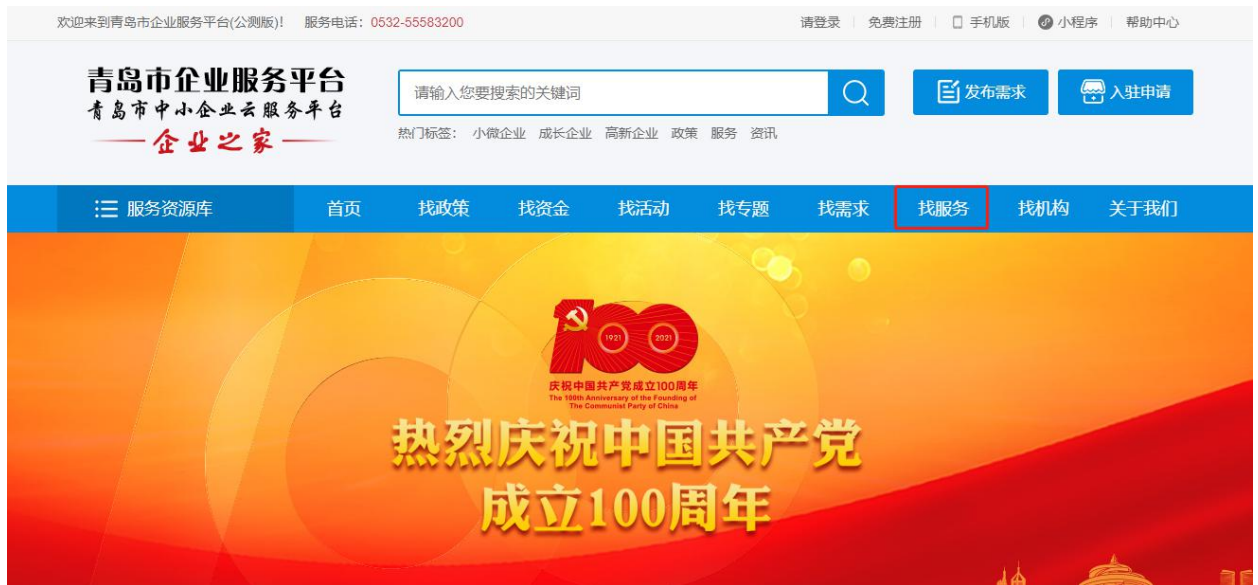 欢迎来到青岛市企业服务平台(公测版)! 服务电话：0532-55583200 请登录 免费注册 手机版 小程序 帮助中心
青岛市企业服务平台
青岛市中小企业云服务平台
企业之家
请输入您要搜索的关键词
发布需求 入驻申请
热门标签： 小微企业 成长企业 高新企业 政策 服务 资讯
服务资源库 首页 找政策 找资金 找活动 找专题 找需求 找服务 找机构 关于我们
100
1921 2021
庆祝中国共产党成立100周年
The 100th Anniversary of the Founding of
The Communist Party of China
热烈庆祝中国共产党
成立100周年